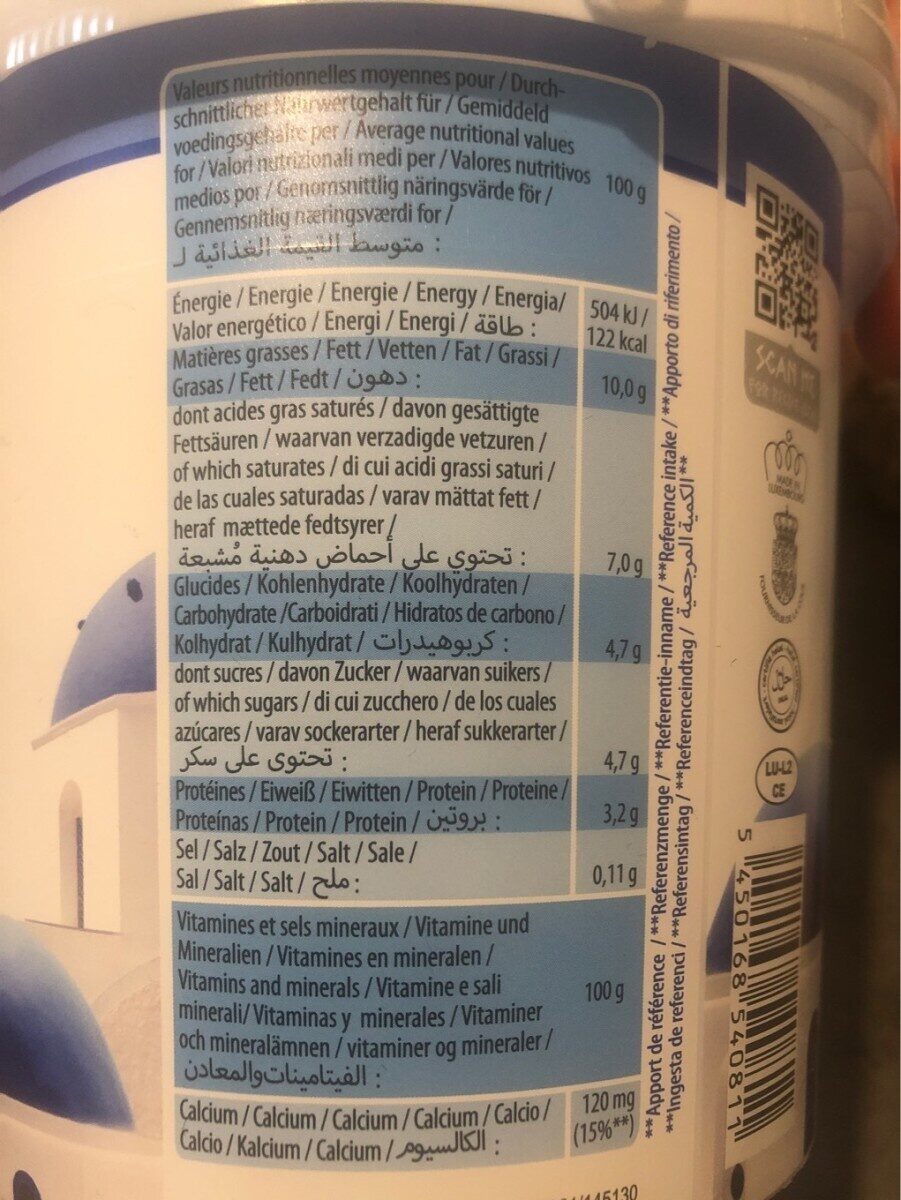 Valeurs nutritionnelles moyennes pour / Durch-
schnittlicher Nährwertgehalt für / Gemiddeld
voedingsgehalte per / Average nutritional values
for / Valori nutrizionali medi per / Valores nutritivos
medios por / Genomsnittlig näringsvärde för /
Gennemsnitlig næringsværdi for /
متوسط القيمة الغذائية لـ :
100 g
Énergie / Energie / Energie / Energy / Energia/
Valor energético / Energi / Energi / طاقة :
504 kJ /
122 kcal
Matières grasses / Fett / Vetten / Fat / Grassi /
Grasas / Fett / Fedt / دهون :
10,0 g
dont acides gras saturés / davon gesättigte
Fettsäuren / waarvan verzadigde vetzuren /
of which saturates / di cui acidi grassi saturi /
de las cuales saturadas / varav mättat fett /
heraf mættede fedtsyrer /
تحتوي على أحماض دهنية مُشبعة :
7,0 g
Glucides / Kohlenhydrate / Koolhydraten /
Carbohydrate /Carboidrati / Hidratos de carbono /
Kolhydrat / Kulhydrat / كربوهيدرات :
4,7 g
dont sucres / davon Zucker / waarvan suikers /
of which sugars / di cui zucchero / de los cuales
azúcares / varav sockerarter / heraf sukkerarter /
تحتوى على سكر :
4,7 g
Protéines / Eiweiß / Eiwitten / Protein / Proteine /
Proteínas / Protein / Protein / بروتين :
3,2 g
Sel / Salz / Zout / Salt / Sale /
Sal / Salt / Salt / ملح :
0,11 g
Vitamines et sels mineraux / Vitamine und
Mineralien / Vitamines en mineralen /
Vitamins and minerals / Vitamine e sali
minerali/ Vitaminas y minerales / Vitaminer
och mineralämnen / vitaminer og mineraler /
الفيتاميناتوالمعادن :
100 g
Calcium / Calcium / Calcium / Calcium / Calcio /
Calcio / Kalcium / Calcium / الكالسيوم :
120 mg
(15%**)
**Apport de référence / **Referenzmenge / **Referentie-inname / **Reference intake / **Apporto di riferimento /
**Ingesta de referenci / **Referensintag / **Referenceindtag / الكمية المرجعية**
SCAN ME
MADE IN
LUXEMBOURG
LU-L2
CE
5 450168 540811
145130